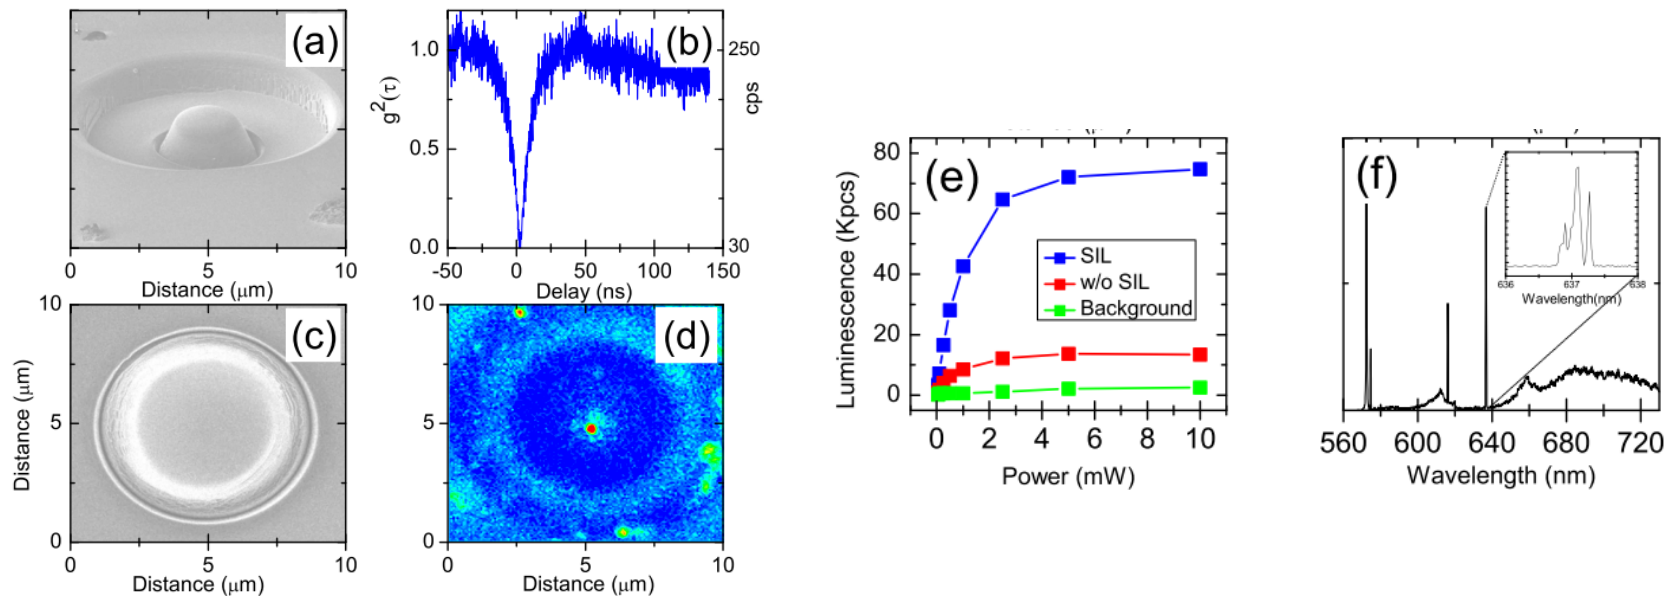 (a)
0
5
10
Distance (μm)
(b)
1.0
0.5
0.0
g²(τ)
250
cps
30
-50
0
50
100
150
Delay (ns)
(c)
10
5
0
Distance (μm)
0
5
10
Distance (μm)
(d)
10
5
0
0
5
10
Distance (μm)
(e)
80
60
40
20
0
Luminescence (Kpcs)
SIL
w/o SIL
Background
0
2
4
6
8
10
Power (mW)
(f)
636
637
638
Wavelength(nm)
560
600
640
680
720
Wavelength (nm)